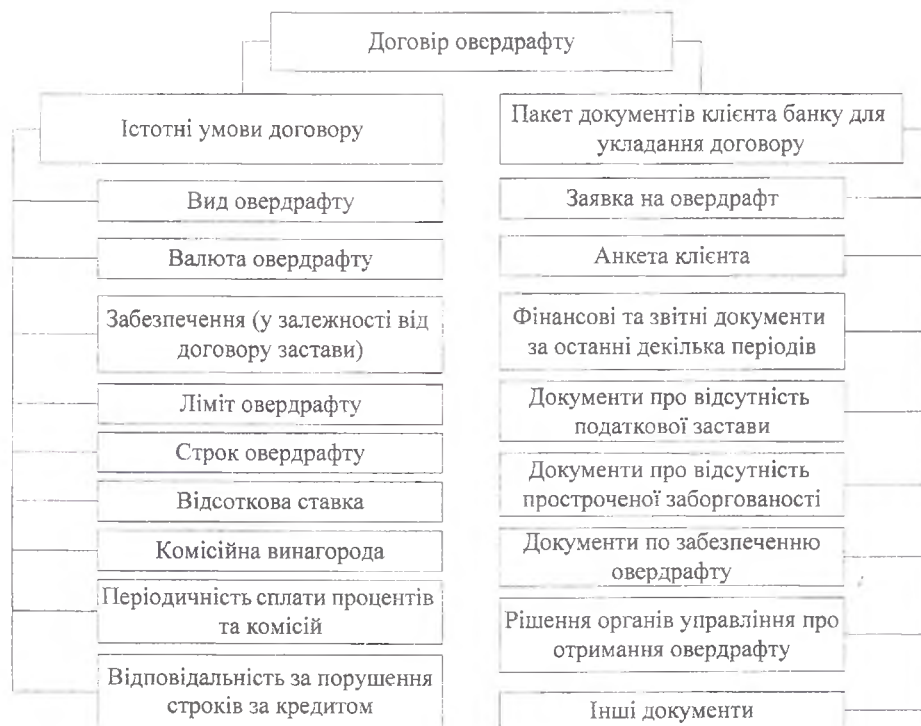 Договір овердрафту
Істотні умови договору
Вид овердрафту
Валюта овердрафту
Забезпечення (у залежності від
договору застави)
Ліміт овердрафту
Строк овердрафту
Відсоткова ставка
Комісійна винагорода
Періодичність сплати процентів
та комісій
Відповідальність за порушення
строків за кредитом
Пакет документів клієнта банку для
укладання договору
Заявка на овердрафт
Анкета клієнта
Фінансові та звітні документи
за останні декілька періодів
Документи про відсутність
податкової застави
Документи про відсутність
простроченої заборгованості
Документи по забезпеченню
овердрафту
Рішення органів управління про
отримання овердрафту
Інші документи